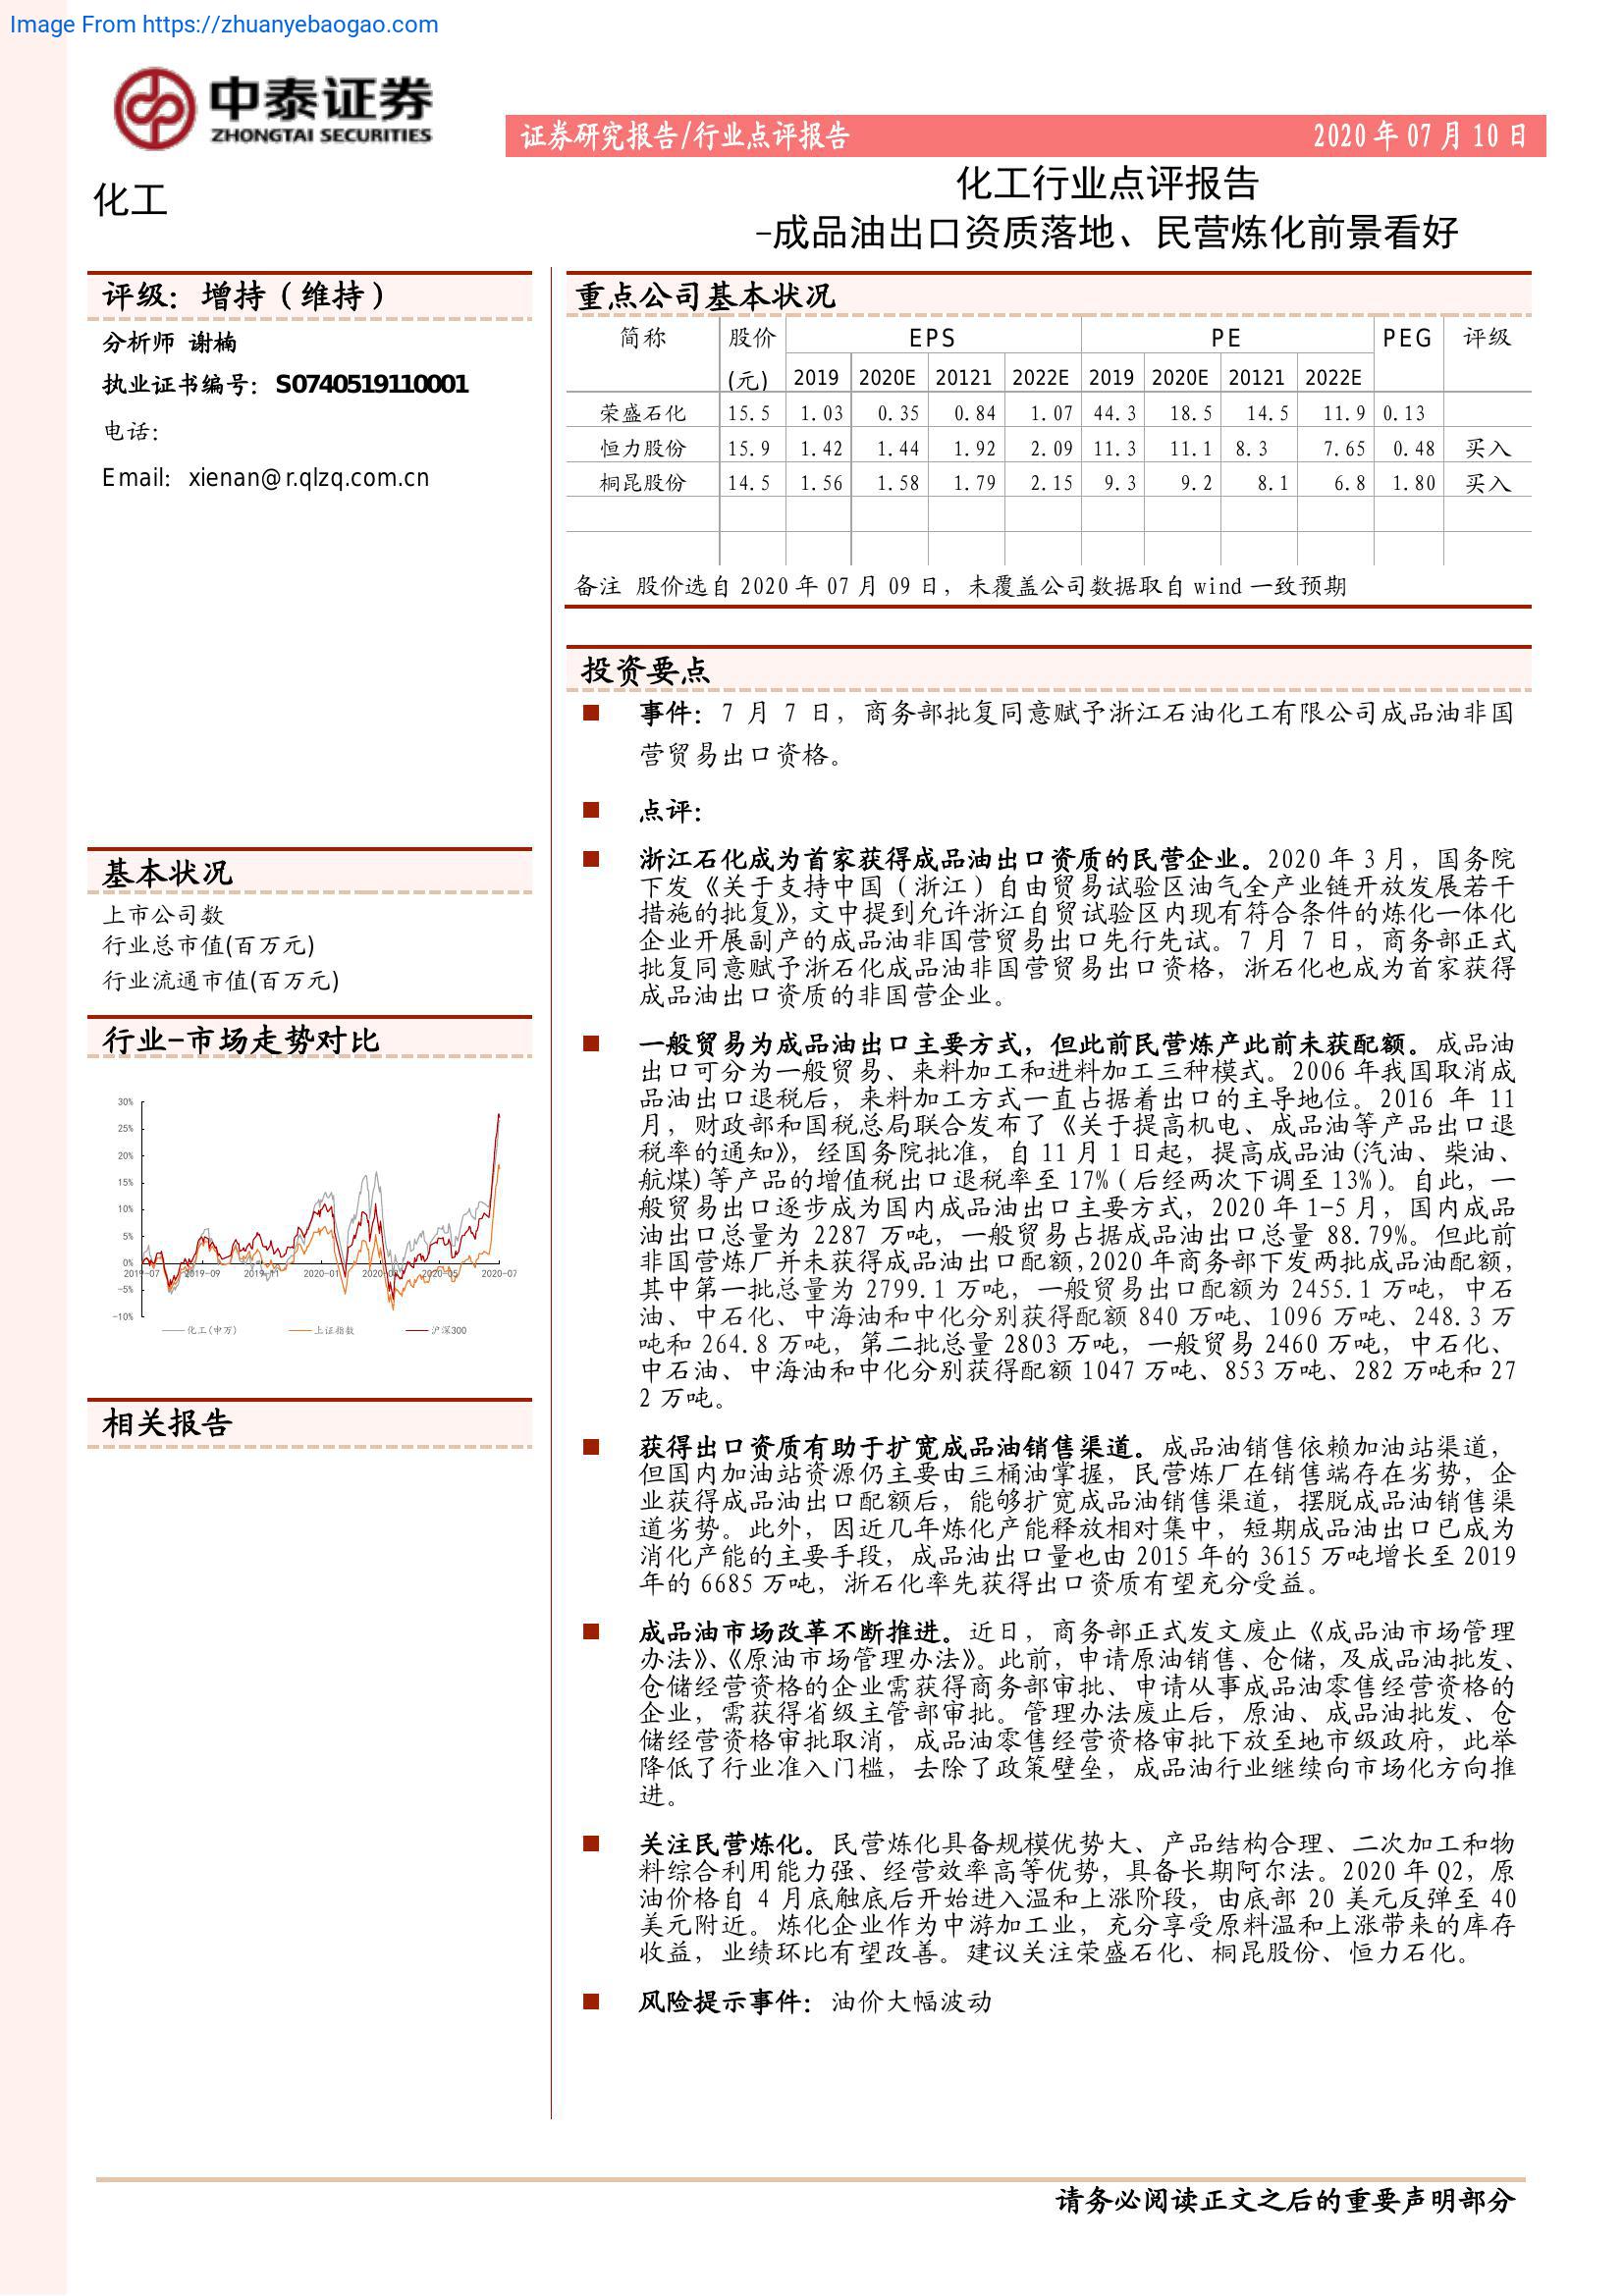 Image From https://zhuanyebaogao.com
中泰证券
ZHONGTAI SECURITIES
证券研究报告/行业点评报告 2020 年 07 月 10 日
化工
化工行业点评报告
-成品油出口资质落地、民营炼化前景看好
评级：增持（维持）
分析师 谢楠
执业证书编号：S0740519110001
电话：
Email：xienan@r.qlzq.com.cn
基本状况
上市公司数
行业总市值(百万元)
行业流通市值(百万元)
行业-市场走势对比
30%
25%
20%
15%
10%
5%
0%
-5%
-10%
2019-07 2019-09 2019-11 2020-01 2020-03 2020-05 2020-07
化工(申万) 上证指数 沪深300
相关报告
重点公司基本状况
简称 股价 EPS PE PEG 评级
(元) 2019 2020E 20121 2022E 2019 2020E 20121 2022E
荣盛石化 15.5 1.03 0.35 0.84 1.07 44.3 18.5 14.5 11.9 0.13
恒力股份 15.9 1.42 1.44 1.92 2.09 11.3 11.1 8.3 7.65 0.48 买入
桐昆股份 14.5 1.56 1.58 1.79 2.15 9.3 9.2 8.1 6.8 1.80 买入
备注 股价选自 2020 年 07 月 09 日，未覆盖公司数据取自 wind 一致预期
投资要点
事件：7 月 7 日，商务部批复同意赋予浙江石油化工有限公司成品油非国
营贸易出口资格。
点评：
浙江石化成为首家获得成品油出口资质的民营企业。2020 年 3 月，国务院
下发《关于支持中国（浙江）自由贸易试验区油气全产业链开放发展若干
措施的批复》，文中提到允许浙江自贸试验区内现有符合条件的炼化一体化
企业开展副产的成品油非国营贸易出口先行先试。7 月 7 日，商务部正式
批复同意赋予浙石化成品油非国营贸易出口资格，浙石化也成为首家获得
成品油出口资质的非国营企业。
一般贸易为成品油出口主要方式，但此前民营炼产此前未获配额。成品油
出口可分为一般贸易、来料加工和进料加工三种模式。2006 年我国取消成
品油出口退税后，来料加工方式一直占据着出口的主导地位。2016 年 11
月，财政部和国税总局联合发布了《关于提高机电、成品油等产品出口退
税率的通知》，经国务院批准，自 11 月 1 日起，提高成品油(汽油、柴油、
航煤)等产品的增值税出口退税率至 17%(后经两次下调至 13%)。自此，一
般贸易出口逐步成为国内成品油出口主要方式，2020 年 1-5 月，国内成品
油出口总量为 2287 万吨，一般贸易占据成品油出口总量 88.79%。但此前
非国营炼厂并未获得成品油出口配额，2020 年商务部下发两批成品油配额，
其中第一批总量为 2799.1 万吨，一般贸易出口配额为 2455.1 万吨，中石
油、中石化、中海油和中化分别获得配额 840 万吨、1096 万吨、248.3 万
吨和 264.8 万吨，第二批总量 2803 万吨，一般贸易 2460 万吨，中石化、
中石油、中海油和中化分别获得配额 1047 万吨、853 万吨、282 万吨和 27
2 万吨。
获得出口资质有助于扩宽成品油销售渠道。成品油销售依赖加油站渠道，
但国内加油站资源仍主要由三桶油掌握，民营炼厂在销售端存在劣势，企
业获得成品油出口配额后，能够扩宽成品油销售渠道，摆脱成品油销售渠
道劣势。此外，因近几年炼化产能释放相对集中，短期成品油出口已成为
消化产能的主要手段，成品油出口量也由 2015 年的 3615 万吨增长至 2019
年的 6685 万吨，浙石化率先获得出口资质有望充分受益。
成品油市场改革不断推进。近日，商务部正式发文废止《成品油市场管理
办法》、《原油市场管理办法》。此前，申请原油销售、仓储，及成品油批发、
仓储经营资格的企业需获得商务部审批、申请从事成品油零售经营资格的
企业，需获得省级主管部审批。管理办法废止后，原油、成品油批发、仓
储经营资格审批取消，成品油零售经营资格审批下放至地市级政府，此举
降低了行业准入门槛，去除了政策壁垒，成品油行业继续向市场化方向推
进。
关注民营炼化。民营炼化具备规模优势大、产品结构合理、二次加工和物
料综合利用能力强、经营效率高等优势，具备长期阿尔法。2020 年 Q2，原
油价格自 4 月底触底后开始进入温和上涨阶段，由底部 20 美元反弹至 40
美元附近。炼化企业作为中游加工业，充分享受原料温和上涨带来的库存
收益，业绩环比有望改善。建议关注荣盛石化、桐昆股份、恒力石化。
风险提示事件：油价大幅波动
请务必阅读正文之后的重要声明部分